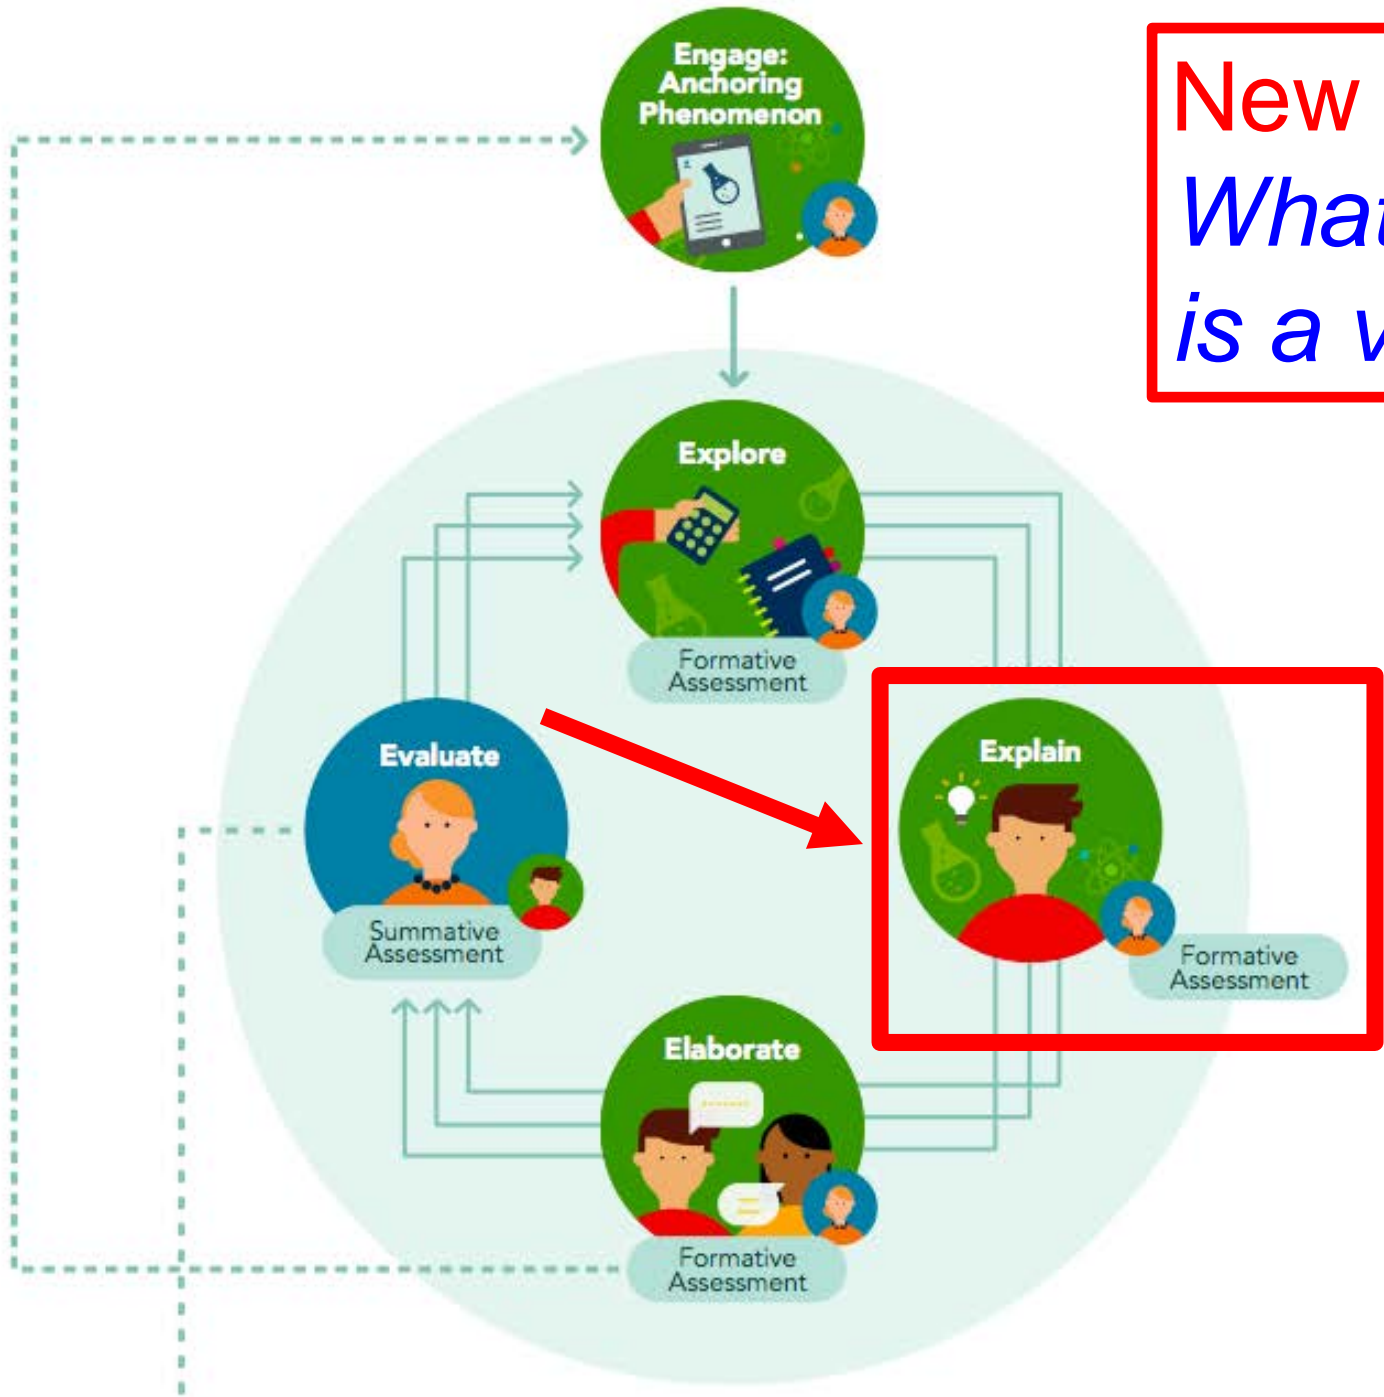 Engage:
Anchoring
Phenomenon
New
What
is a
Explore
Formative
Assessment
Evaluate
Summative
Assessment
Explain
Formative
Assessment
Elaborate
Formative
Assessment